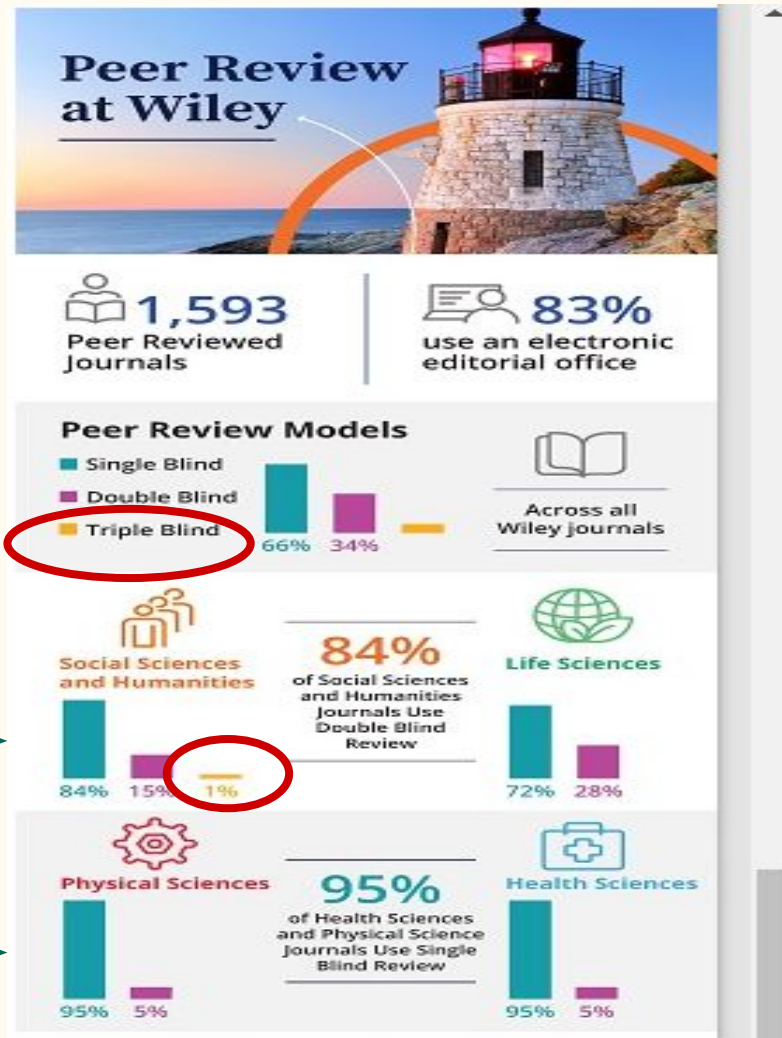 Peer Review
at Wiley
1,593
Peer Reviewed
Journals
83%
use an electronic
editorial office
Peer Review Models
Single Blind
Double Blind
Triple Blind
66% 34%
Across all
Wiley journals
Social Sciences
and Humanities
84% 15% 1%
84%
of Social Sciences
and Humanities
Journals Use
Double Blind
Review
Life Sciences
72% 28%
Physical Sciences
95% 5%
95%
of Health Sciences
and Physical Science
Journals Use Single
Blind Review
Health Sciences
95% 5%